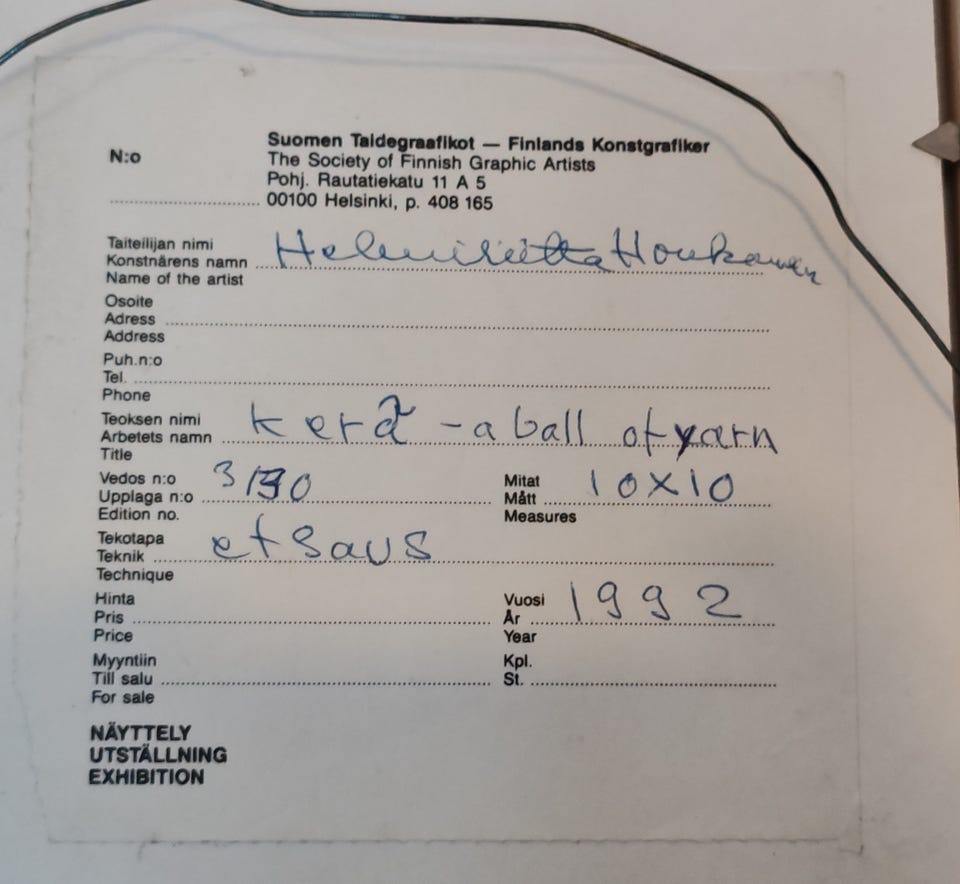 Suomen Taidegraafikot — Finlands Konstgrafiker
N:o The Society of Finnish Graphic Artists
Pohj. Rautatiekatu 11 A 5
00100 Helsinki, p. 408 165
Taiteilijan nimi
Konstnärens namn Helmiriitta Honkanen
Name of the artist
Osoite
Adress
Address
Puh.n:o
Tel.
Phone
Teoksen nimi
Arbetets namn kerä - a ball of yarn
Title
Vedos n:o Mitat
Upplaga n:o Mått 10x10
Edition no. Measures
Tekotapa
Teknik etsaus
Technique
Hinta Vuosi
Pris År 1992
Price Year
Myyntiin Kpl.
Till salu St.
For sale
NÄYTTELY
UTSTÄLLNING
EXHIBITION